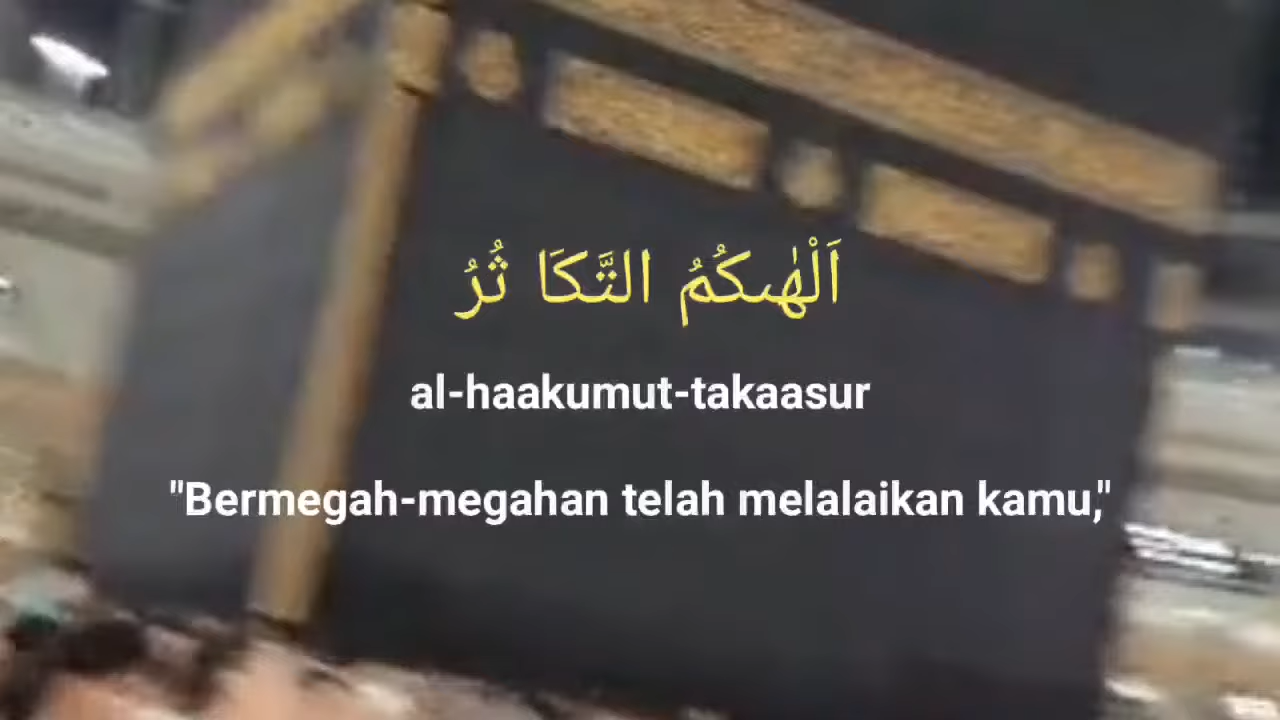 اَلْهٰىكُمُ التَّكَا ثُرُ
al-haakumut-takaasur
"Bermegah-megahan telah melalaikan kamu,"